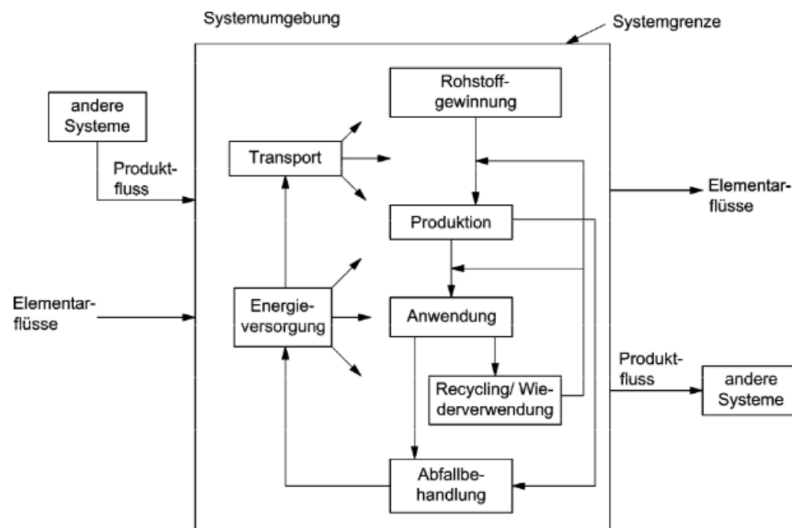 Systemumgebung
Systemgrenze
andere
Systeme
Produkt-
fluss
Elementar-
flüsse
Rohstoff-
gewinnung
Transport
Produktion
Energie-
versorgung
Anwendung
Recycling/ Wie-
derverwendung
Abfallbe-
handlung
Elementar-
flüsse
Produkt-
fluss
andere
Systeme